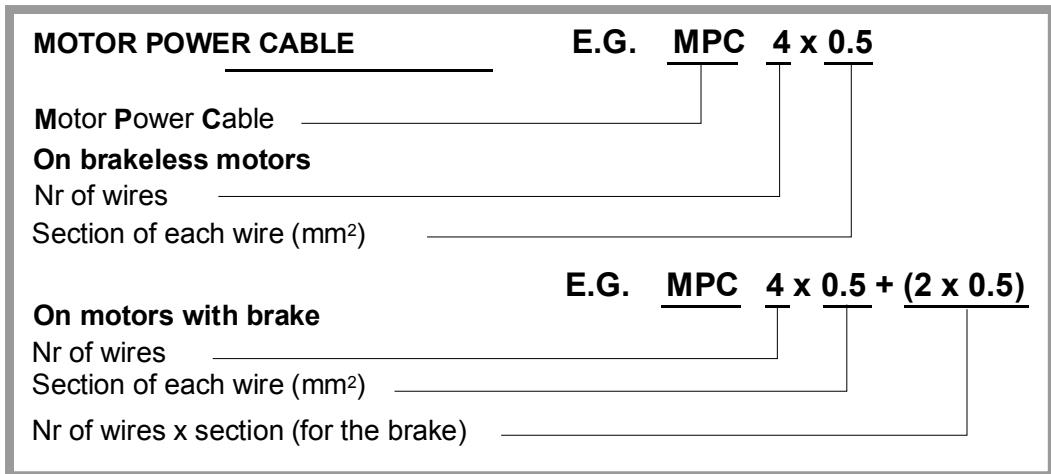 MOTOR POWER CABLE E.G. MPC 4 x 0.5
Motor Power Cable
On brakeless motors
Nr of wires
Section of each wire (mm²)
E.G. MPC 4 x 0.5 + (2 x 0.5)
On motors with brake
Nr of wires
Section of each wire (mm²)
Nr of wires x section (for the brake)